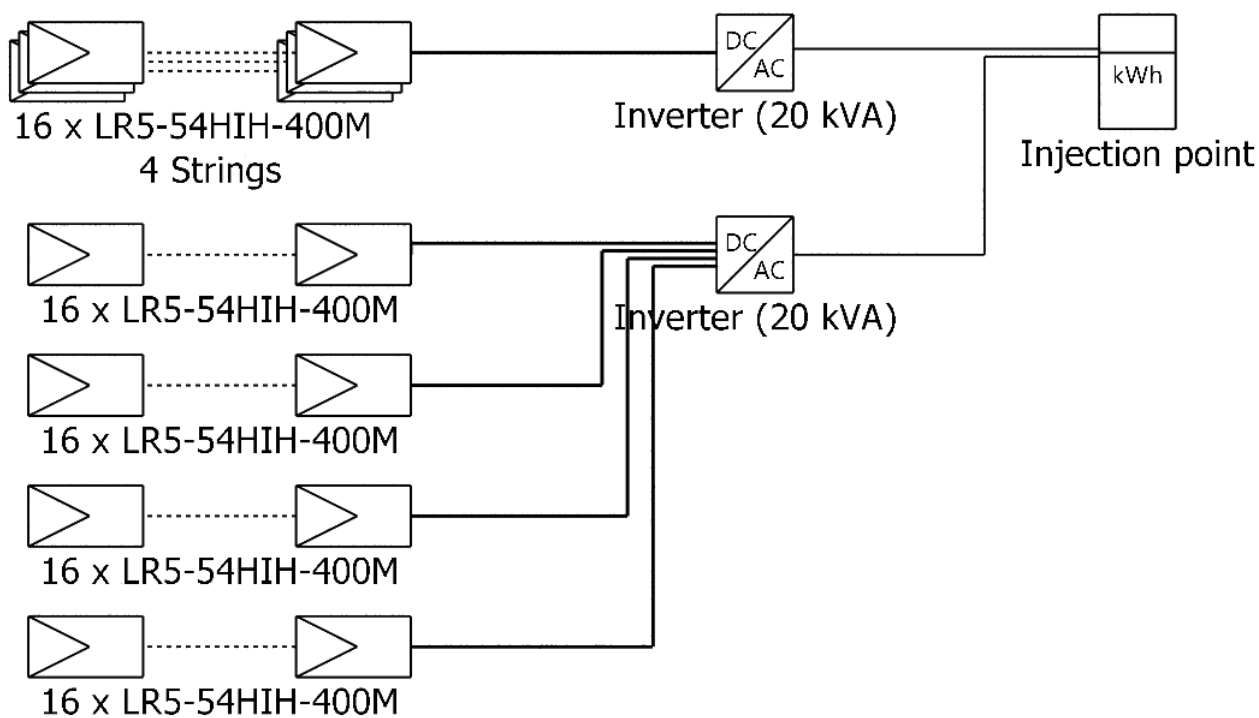 DC
AC
kWh
16 x LR5-54HIH-400M
4 Strings
Inverter (20 kVA)
Injection point
DC
AC
16 x LR5-54HIH-400M
Inverter (20 kVA)
16 x LR5-54HIH-400M
16 x LR5-54HIH-400M
16 x LR5-54HIH-400M